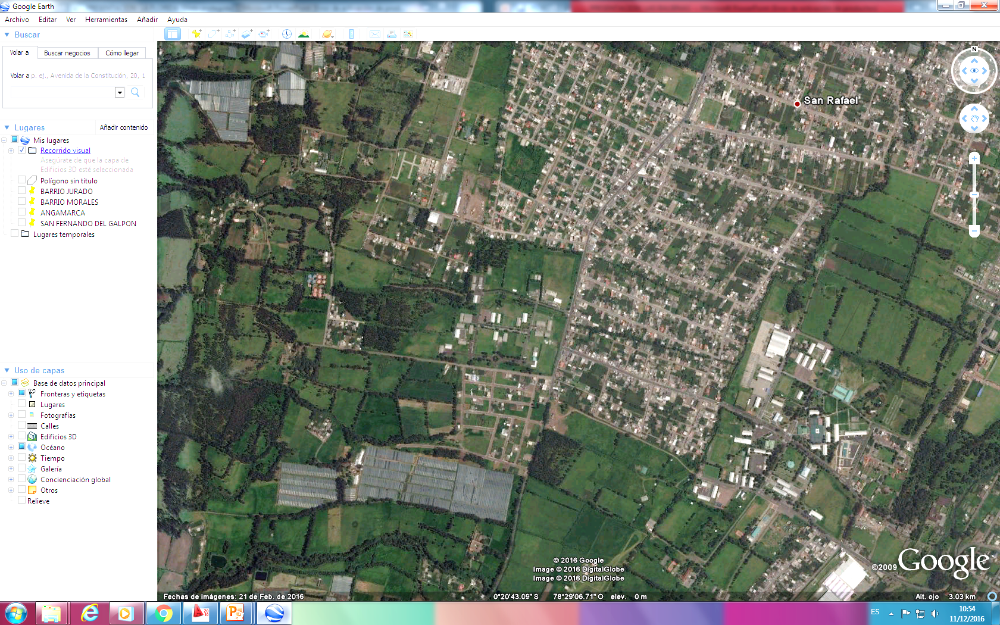 Google Earth
Archivo Editar Ver Herramientas Añadir Ayuda
Buscar
Volar a Buscar negocios Cómo llegar
Volar a p. ej., Avenida de la Constitución, 20, 1
Lugares Añadir contenido
Mis lugares
Recorrido visual
Asegúrate de que la capa de
Edificios 3D esté seleccionada
Polígono sin título
BARRIO JURADO
BARRIO MORALES
ANGAMARCA
SAN FERNANDO DEL GALPON
Lugares temporales
Uso de capas
Base de datos principal
Fronteras y etiquetas
Lugares
Fotografías
Calles
Edificios 3D
Océano
Tiempo
Galería
Concienciación global
Otros
Relieve
N
San Rafael
© 2016 Google
Image © 2016 DigitalGlobe
Image © 2016 DigitalGlobe
©2009 Google™
Fechas de imágenes: 21 de Feb. de 2016 0°20'43.09" S 78°29'06.71" O elev. 0 m Alt. ojo 3.03 km
ES 10:54
11/12/2016